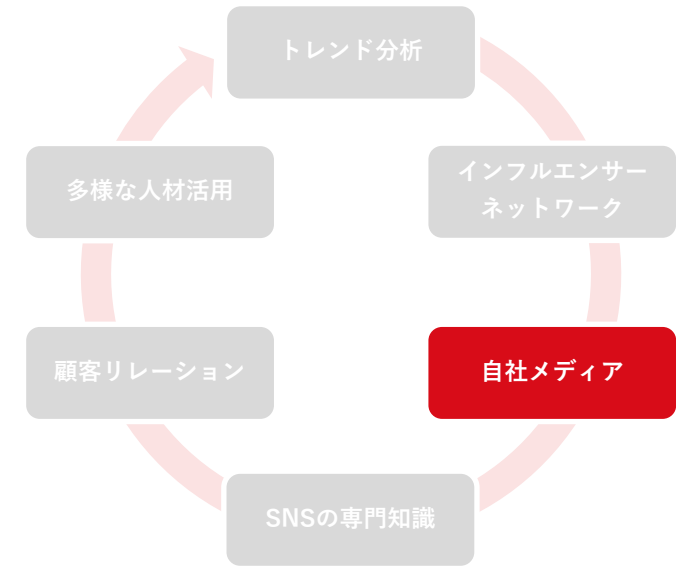 トレンド分析
インフルエンサー
ネットワーク
自社メディア
SNSの専門知識
顧客リレーション
多様な人材活用